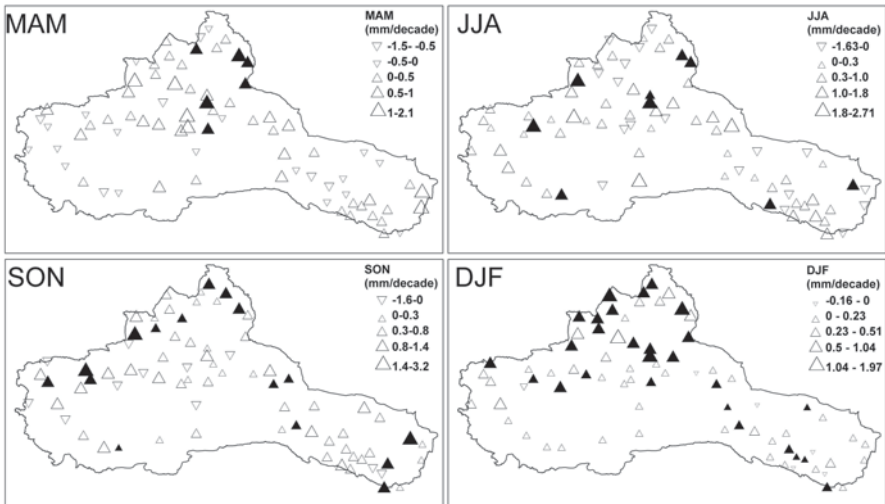 MAM
MAM
(mm/decade)
-1.5- -0.5
-0.5-0
0-0.5
0.5-1
1-2.1
JJA
JJA
(mm/decade)
-1.63-0
0-0.3
0.3-1.0
1.0-1.8
1.8-2.71
SON
SON
(mm/decade)
-1.6-0
0-0.3
0.3-0.8
0.8-1.4
1.4-3.2
DJF
DJF
(mm/decade)
-0.16 - 0
0 - 0.23
0.23 - 0.51
0.5 - 1.04
1.04 - 1.97